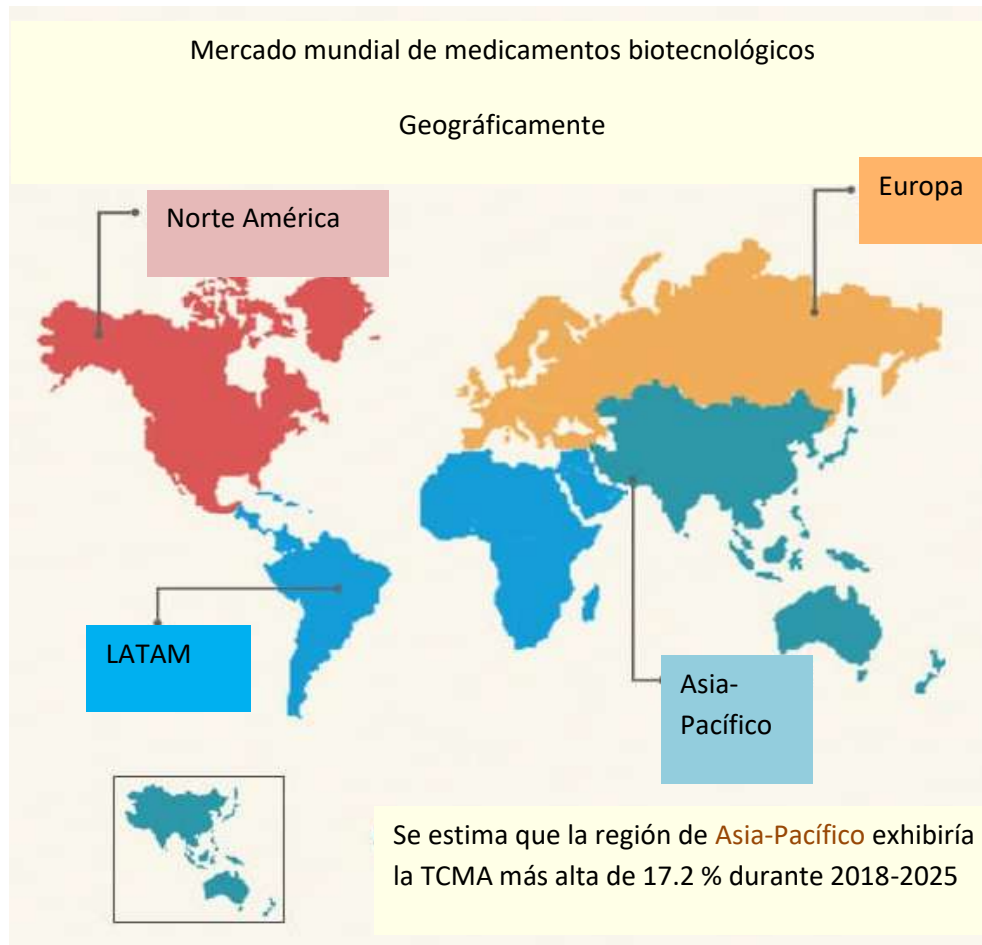 Mercado mundial de medicamentos biotecnológicos
Geográficamente
Norte América
Europa
LATAM
Asia-
Pacífico
Se estima que la región de Asia-Pacífico exhibiría
la TCMA más alta de 17.2 % durante 2018-2025